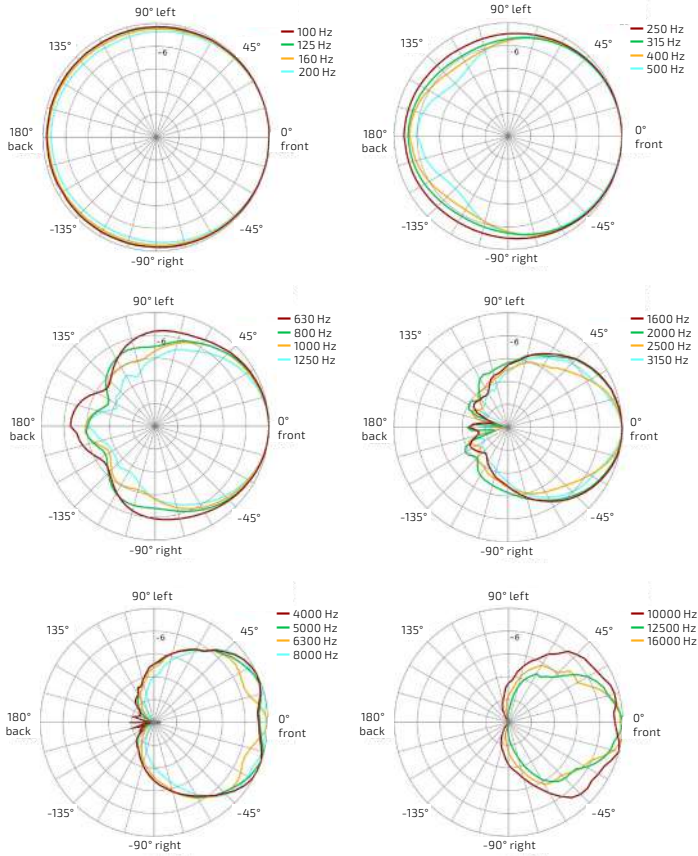 90° left
135°
45°
-6
180°
back
0°
front
-135°
-45°
-90° right
100 Hz
125 Hz
160 Hz
200 Hz
90° left
135°
45°
-6
180°
back
0°
front
-135°
-45°
-90° right
250 Hz
315 Hz
400 Hz
500 Hz
90° left
135°
45°
-6
180°
back
0°
front
-135°
-45°
-90° right
630 Hz
800 Hz
1000 Hz
1250 Hz
90° left
135°
45°
-6
180°
back
0°
front
-135°
-45°
-90° right
1600 Hz
2000 Hz
2500 Hz
3150 Hz
90° left
135°
45°
-6
180°
back
0°
front
-135°
-45°
-90° right
4000 Hz
5000 Hz
6300 Hz
8000 Hz
90° left
135°
45°
-6
180°
back
0°
front
-135°
-45°
-90° right
10000 Hz
12500 Hz
16000 Hz